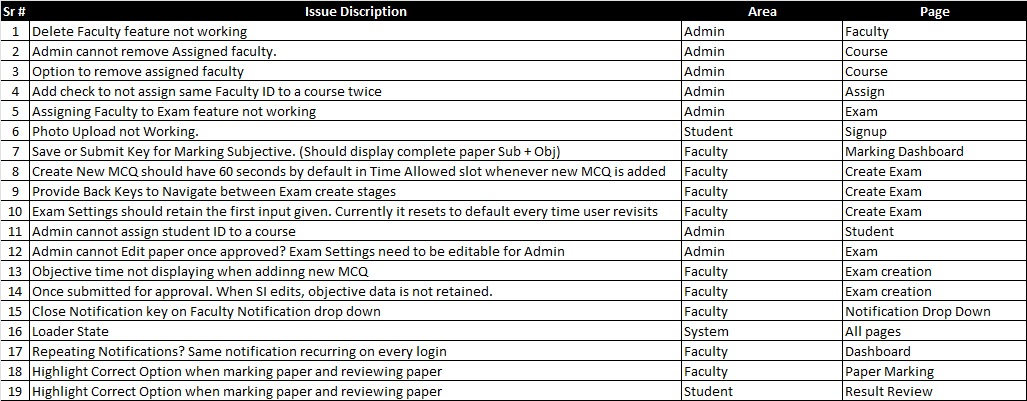 Sr # Issue Discription Area Page
1 Delete Faculty feature not working Admin Faculty
2 Admin cannot remove Assigned faculty. Admin Course
3 Option to remove assigned faculty Admin Course
4 Add check to not assign same Faculty ID to a course twice Admin Assign
5 Assigning Faculty to Exam feature not working Admin Exam
6 Photo Upload not Working. Student Signup
7 Save or Submit Key for Marking Subjective. (Should display complete paper Sub + Obj) Faculty Marking Dashboard
8 Create New MCQ should have 60 seconds by default in Time Allowed slot whenever new MCQ is added Faculty Create Exam
9 Provide Back Keys to Navigate between Exam create stages Faculty Create Exam
10 Exam Settings should retain the first input given. Currently it resets to default every time user revisits Faculty Create Exam
11 Admin cannot assign student ID to a course Admin Student
12 Admin cannot Edit paper once approved? Exam Settings need to be editable for Admin Admin Exam
13 Objective time not displaying when addinng new MCQ Faculty Exam creation
14 Once submitted for approval. When SI edits, objective data is not retained. Faculty Exam creation
15 Close Notification key on Faculty Notification drop down Faculty Notification Drop Down
16 Loader State System All pages
17 Repeating Notifications? Same notification recurring on every login Faculty Dashboard
18 Highlight Correct Option when marking paper and reviewing paper Faculty Paper Marking
19 Highlight Correct Option when marking paper and reviewing paper Student Result Review